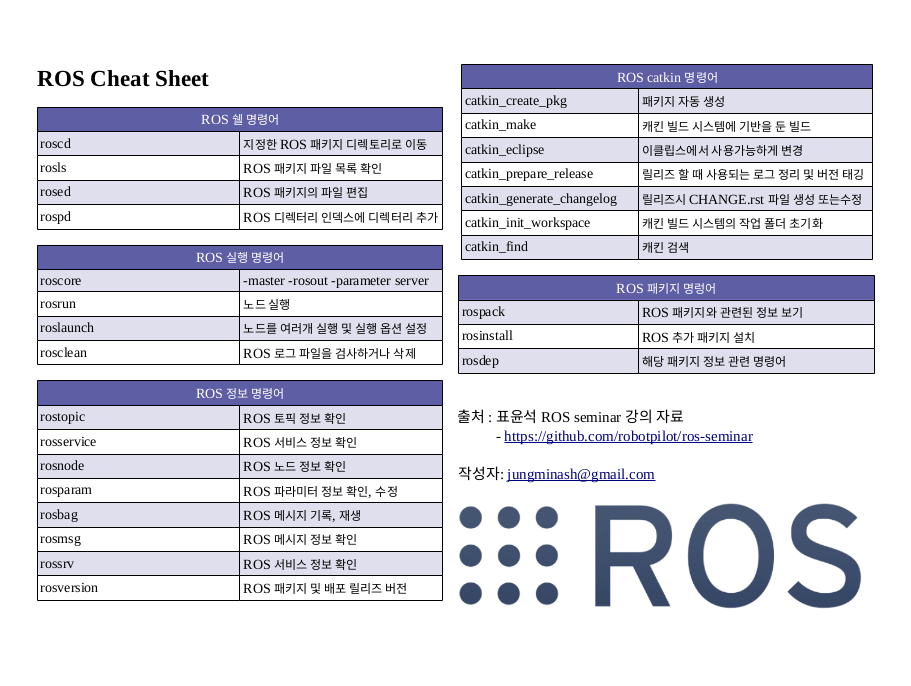 ROS Cheat Sheet
ROS 쉘 명령어
roscd 지정한 ROS 패키지 디렉토리로 이동
rosls ROS 패키지 파일 목록 확인
rosed ROS 패키지의 파일 편집
rospd ROS 디렉터리 인덱스에 디렉터리 추가
ROS 실행 명령어
roscore -master -rosout -parameter server
rosrun 노드 실행
roslaunch 노드를 여러개 실행 및 실행 옵션 설정
rosclean ROS 로그 파일을 검사하거나 삭제
ROS 정보 명령어
rostopic ROS 토픽 정보 확인
rosservice ROS 서비스 정보 확인
rosnode ROS 노드 정보 확인
rosparam ROS 파라미터 정보 확인, 수정
rosbag ROS 메시지 기록, 재생
rosmsg ROS 메시지 정보 확인
rossrv ROS 서비스 정보 확인
rosversion ROS 패키지 및 배포 릴리즈 버전
ROS catkin 명령어
catkin_create_pkg 패키지 자동 생성
catkin_make 캐킨 빌드 시스템에 기반을 둔 빌드
catkin_eclipse 이클립스에서 사용가능하게 변경
catkin_prepare_release 릴리즈 할 때 사용되는 로그 정리 및 버전 태깅
catkin_generate_changelog 릴리즈시 CHANGE.rst 파일 생성 또는수정
catkin_init_workspace 캐킨 빌드 시스템의 작업 폴더 초기화
catkin_find 캐킨 검색
ROS 패키지 명렁어
rospack ROS 패키지와 관련된 정보 보기
rosinstall ROS 추가 패키지 설치
rosdep 해당 패키지 정보 관련 명령어
출처 : 표윤석 ROS seminar 강의 자료
- https://github.com/robotpilot/ros-seminar
작성자: jungminash@gmail.com
ROS